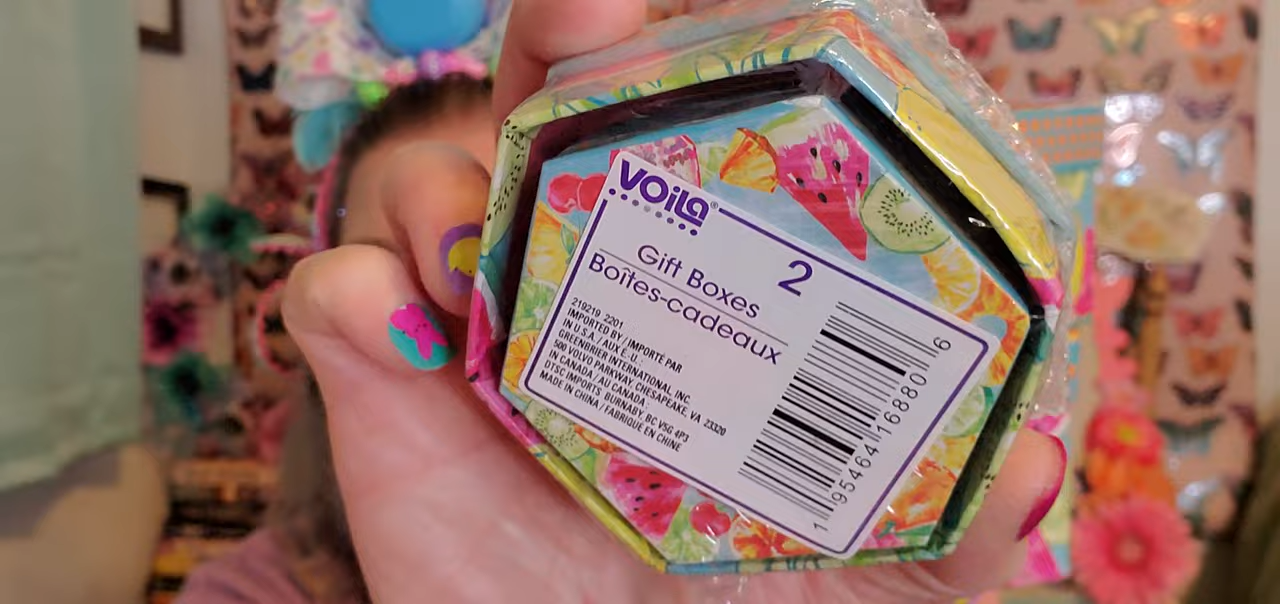 VOiLA®
2
Gift Boxes
Boîtes-cadeaux
219219 2201
IMPORTED BY / IMPORTÉ PAR
IN U.S.A. / AUX É.-U. :
GREENBRIER INTERNATIONAL, INC.
500 VOLVO PARKWAY, CHESAPEAKE, VA 23320
IN CANADA / AU CANADA :
DTSC IMPORTS, BURNABY, BC V5G 4P3
MADE IN CHINA / FABRIQUÉ EN CHINE
1 95464 16880 6